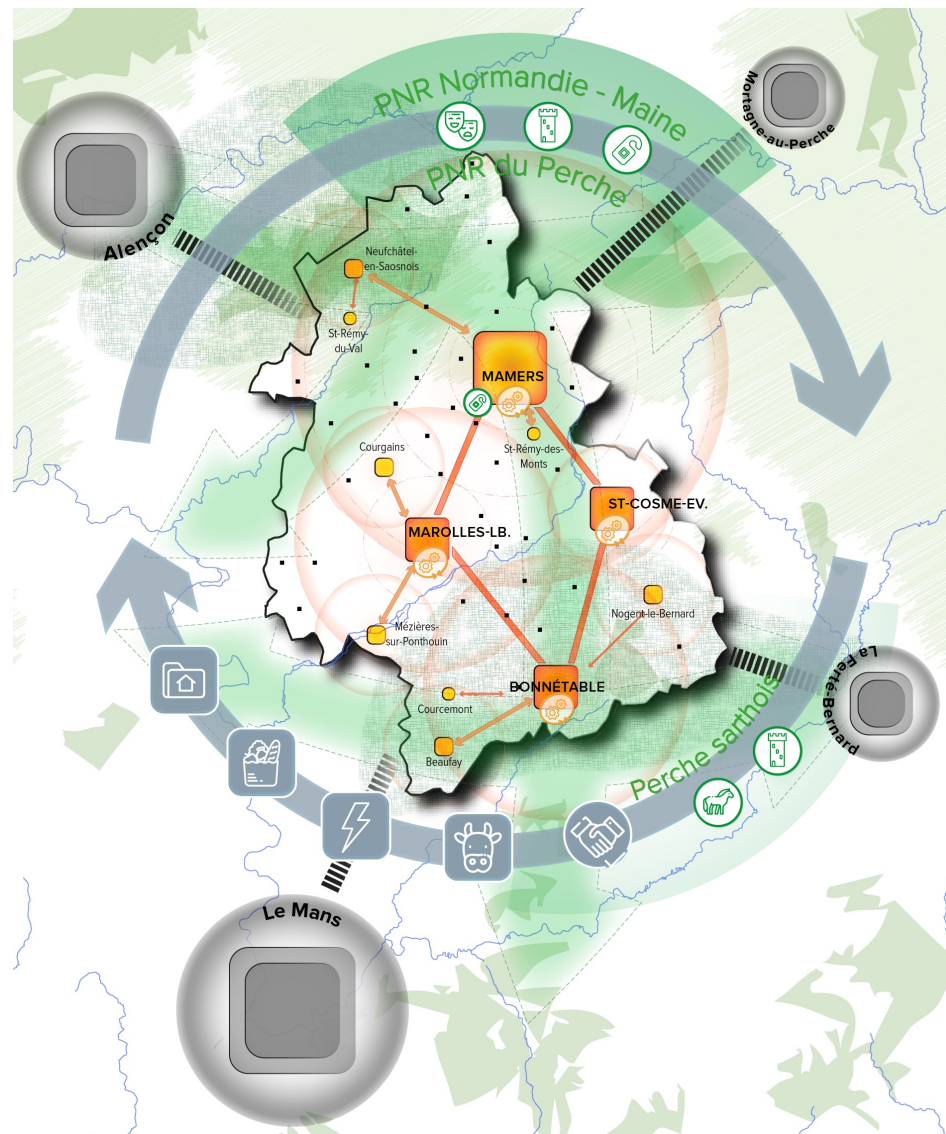 PNR Normandie - Maine
Mortagne-au-Perche
PNR du Perche
Alençon
Neufchâtel-
en-Saosnois
St-Rémy-
du-Val
MAMERS
St-Rémy-des-
Monts
Courgains
ST-COSME-EV.
MAROLLES-LB.
Nogent-le-Bernard
Mézières-
sur-Ponthouin
La Ferté-Bernard
BONNÉTABLE
Courcemont
Beaufay
Perche sarthois
Le Mans